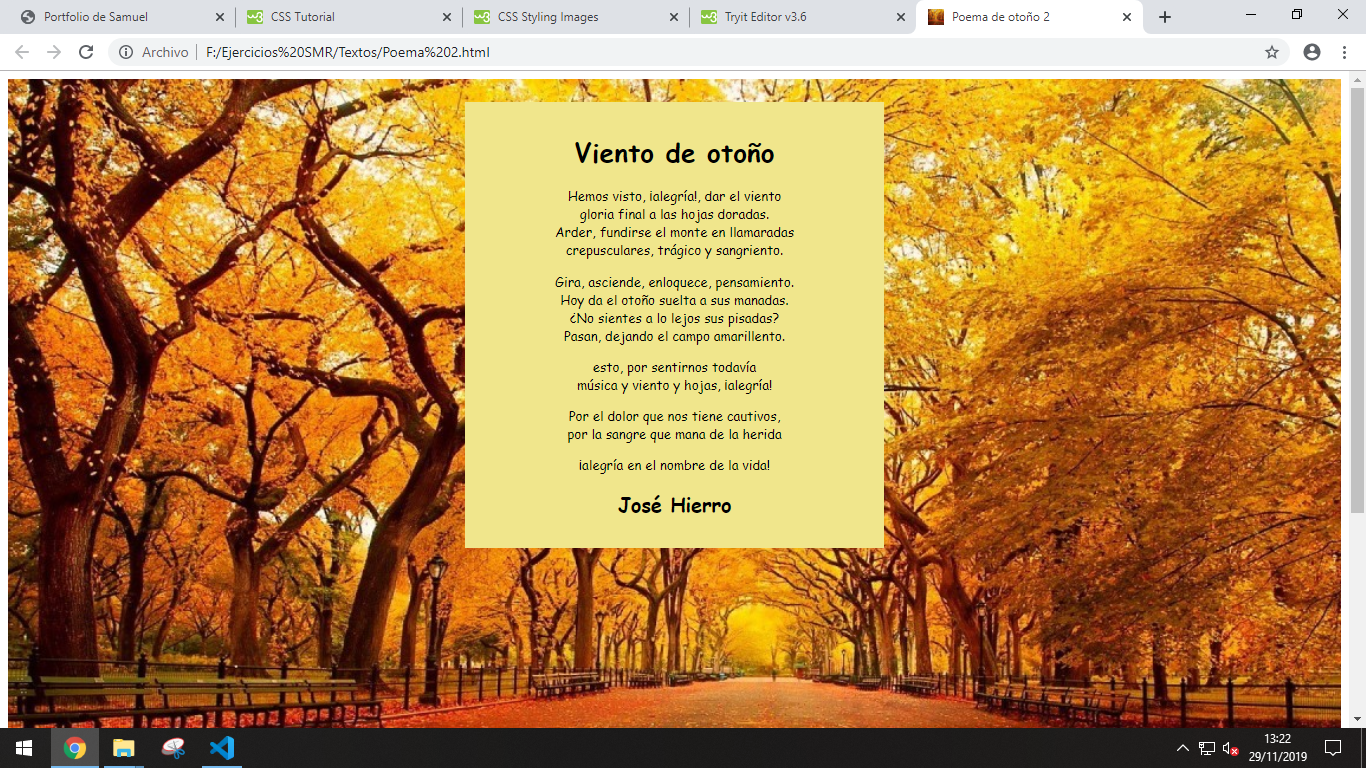 Portfolio de Samuel
CSS Tutorial
CSS Styling Images
Tryit Editor v3.6
Poema de otoño 2
Archivo
F:/Ejercicios%20SMR/Textos/Poema%202.html
Viento de otoño
Hemos visto, ¡alegría!, dar el viento
gloria final a las hojas doradas.
Arder, fundirse el monte en llamaradas
crepusculares, trágico y sangriento.
Gira, asciende, enloquece, pensamiento.
Hoy da el otoño suelta a sus manadas.
¿No sientes a lo lejos sus pisadas?
Pasan, dejando el campo amarillento.
esto, por sentirnos todavía
música y viento y hojas, ¡alegría!
Por el dolor que nos tiene cautivos,
por la sangre que mana de la herida
¡alegría en el nombre de la vida!
José Hierro
13:22
29/11/2019